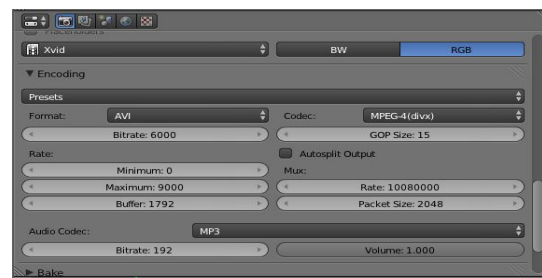 Placeholders
Xvid
BW
RGB
Encoding
Presets
Format:
AVI
Codec:
MPEG-4(divx)
Bitrate: 6000
GOP Size: 15
Rate:
Autosplit Output
Minimum: 0
Mux:
Maximum: 9000
Rate: 10080000
Buffer: 1792
Packet Size: 2048
Audio Codec:
MP3
Bitrate: 192
Volume: 1.000
Bake